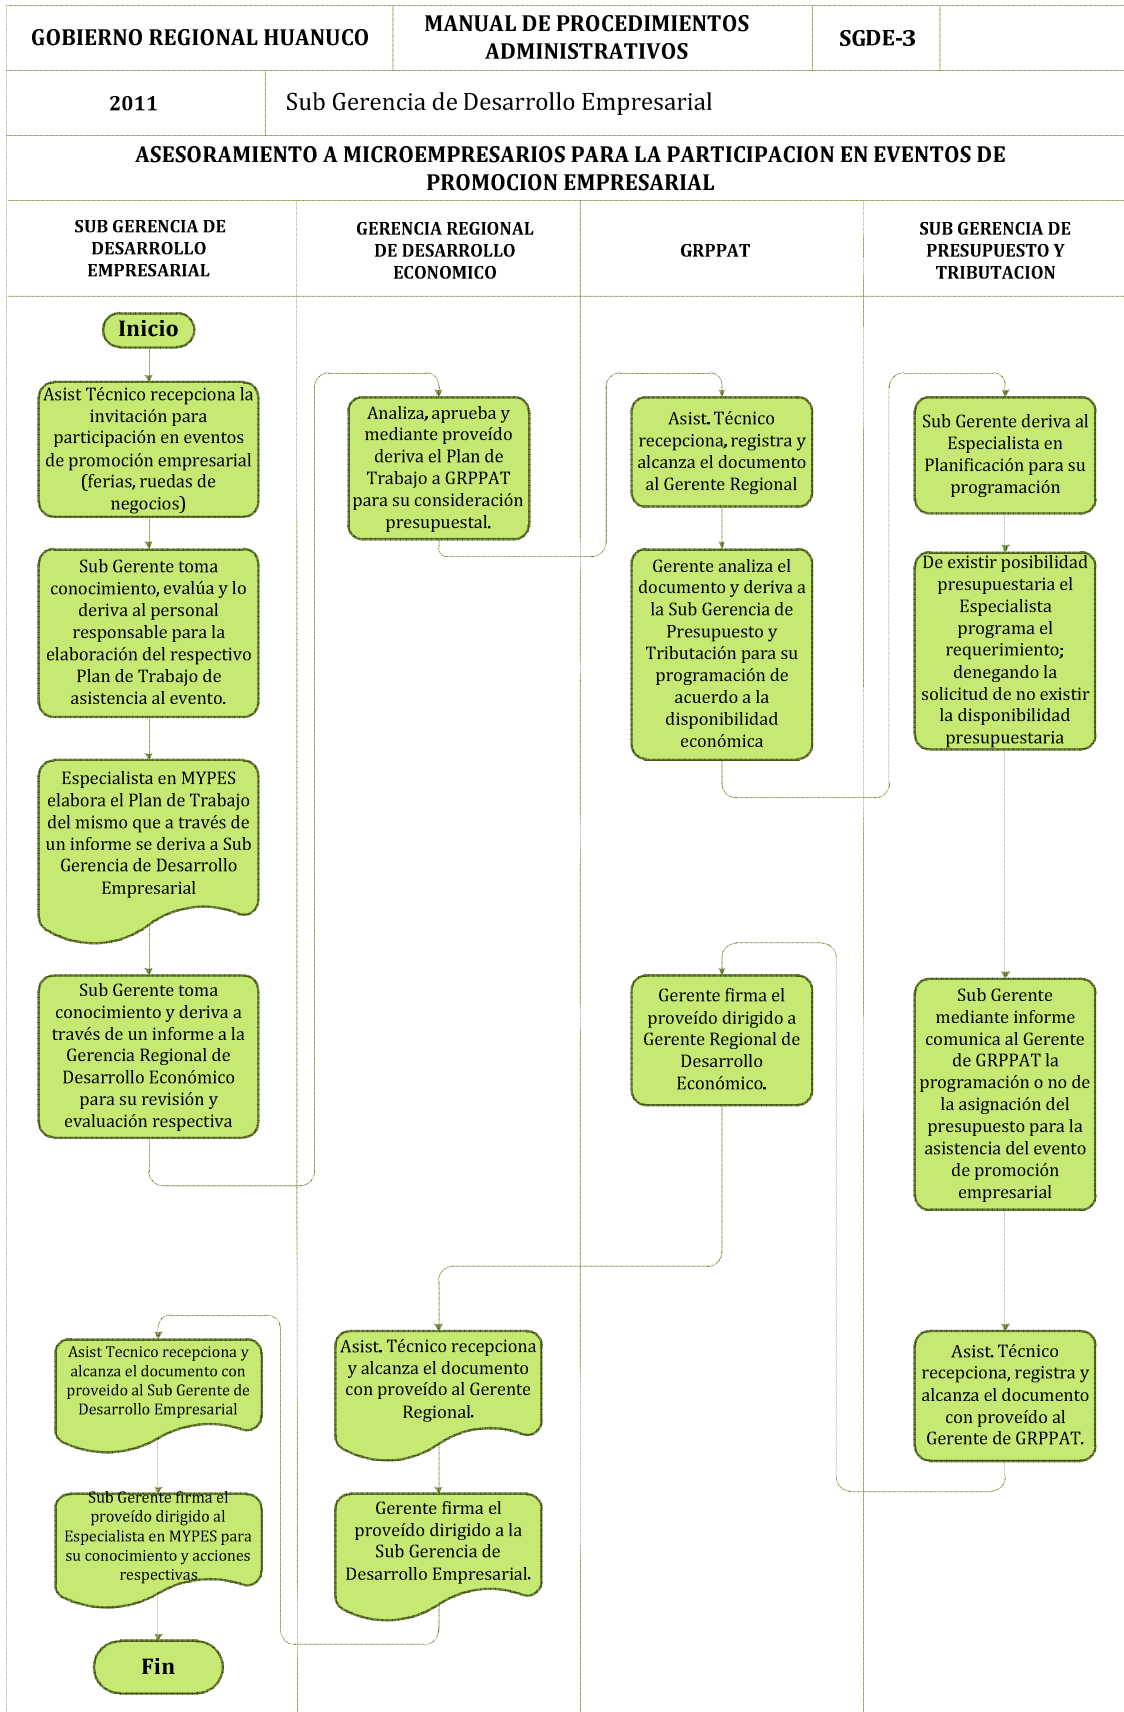 GOBIERNO REGIONAL HUANUCO
MANUAL DE PROCEDIMIENTOS
ADMINISTRATIVOS
SGDE-3
2011
Sub Gerencia de Desarrollo Empresarial
ASESORAMIENTO A MICROEMPRESARIOS PARA LA PARTICIPACION EN EVENTOS DE
PROMOCION EMPRESARIAL
SUB GERENCIA DE
DESARROLLO
EMPRESARIAL
GERENCIA REGIONAL
DE DESARROLLO
ECONOMICO
GRPPAT
SUB GERENCIA DE
PRESUPUESTO Y
TRIBUTACION
Inicio
Asist Técnico recepciona la
invitación para
participación en eventos
de promoción empresarial
(ferias, ruedas de
negocios)
Sub Gerente toma
conocimiento, evalúa y lo
deriva al personal
responsable para la
elaboración del respectivo
Plan de Trabajo de
asistencia al evento.
Especialista en MYPES
elabora el Plan de Trabajo
del mismo que a través de
un informe se deriva a Sub
Gerencia de Desarrollo
Empresarial
Sub Gerente toma
conocimiento y deriva a
través de un informe a la
Gerencia Regional de
Desarrollo Económico
para su revisión y
evaluación respectiva
Analiza, aprueba y
mediante proveído
deriva el Plan de
Trabajo a GRPPAT
para su consideración
presupuestal.
Asist. Técnico
recepciona, registra y
alcanza el documento
al Gerente Regional
Gerente analiza el
documento y deriva a
la Sub Gerencia de
Presupuesto y
Tributación para su
programación de
acuerdo a la
disponibilidad
económica
Sub Gerente deriva al
Especialista en
Planificación para su
programación
De existir posibilidad
presupuestaria el
Especialista
programa el
requerimiento;
denegando la
solicitud de no existir
la disponibilidad
presupuestaria
Sub Gerente
mediante informe
comunica al Gerente
de GRPPAT la
programación o no de
la asignación del
presupuesto para la
asistencia del evento
de promoción
empresarial
Asist. Técnico
recepciona, registra y
alcanza el documento
con proveído al
Gerente de GRPPAT.
Gerente firma el
proveído dirigido a
Gerente Regional de
Desarrollo
Económico.
Asist. Técnico recepciona
y alcanza el documento
con proveído al Gerente
Regional.
Gerente firma el
proveído dirigido a la
Sub Gerencia de
Desarrollo Empresarial.
Asist Tecnico recepciona y
alcanza el documento con
proveido al Sub Gerente de
Desarrollo Empresarial
Sub Gerente firma el
proveído dirigido al
Especialista en MYPES para
su conocimiento y acciones
respectivas.
Fin